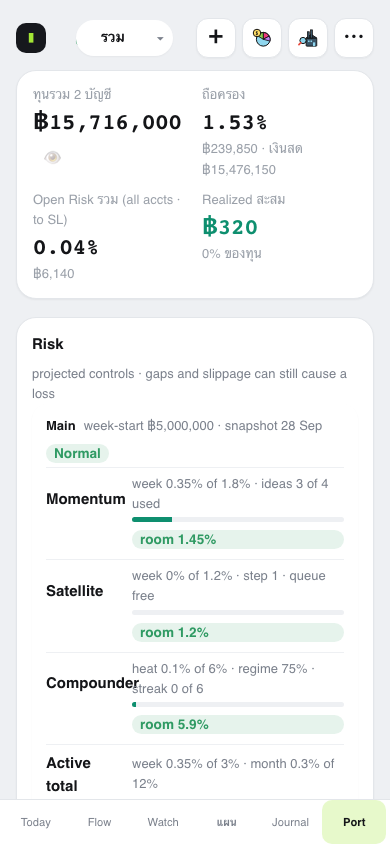 รวม
ทุนรวม 2 บัญชี
฿15,716,000
ถือครอง
1.53%
฿239,850 · เงินสด
฿15,476,150
Open Risk รวม (all accts ·
to SL)
0.04%
฿6,140
Realized สะสม
฿320
0% ของทุน
Risk
projected controls · gaps and slippage can still cause a
loss
Main week-start ฿5,000,000 · snapshot 28 Sep
Normal
Momentum
week 0.35% of 1.8% · ideas 3 of 4
used
room 1.45%
Satellite
week 0% of 1.2% · step 1 · queue
free
room 1.2%
Compounder
heat 0.1% of 6% · regime 75% ·
streak 0 of 6
room 5.9%
Active
total
week 0.35% of 3% · month 0.3% of
12%
Today
Flow
Watch
แผน
Journal
Port